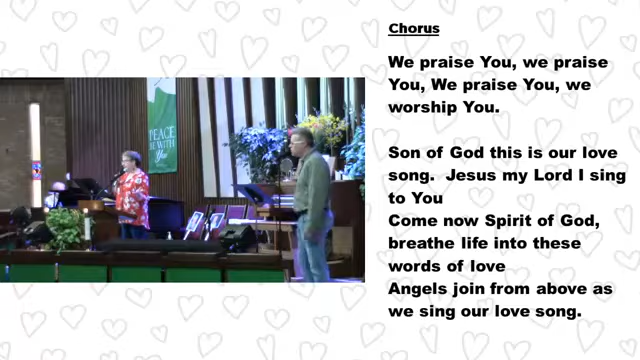 Chorus
We praise You, we praise
You, We praise You, we
worship You.
Son of God this is our love
song.  Jesus my Lord I sing
to You
Come now Spirit of God,
breathe life into these
words of love
Angels join from above as
we sing our love song.
PEACE
BE WITH
You